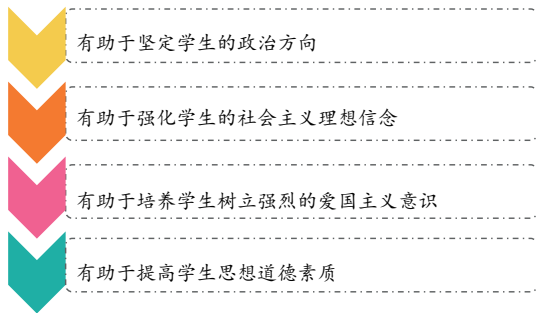 有助于坚定学生的政治方向
有助于强化学生的社会主义理想信念
有助于培养学生树立强烈的爱国主义意识
有助于提高学生思想道德素质